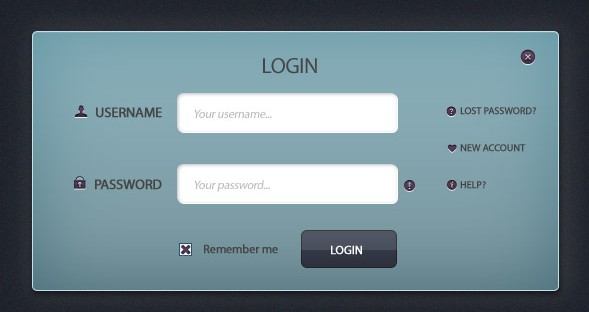 LOGIN
USERNAME Your username... LOST PASSWORD?
NEW ACCOUNT
PASSWORD Your password... HELP?
Remember me LOGIN